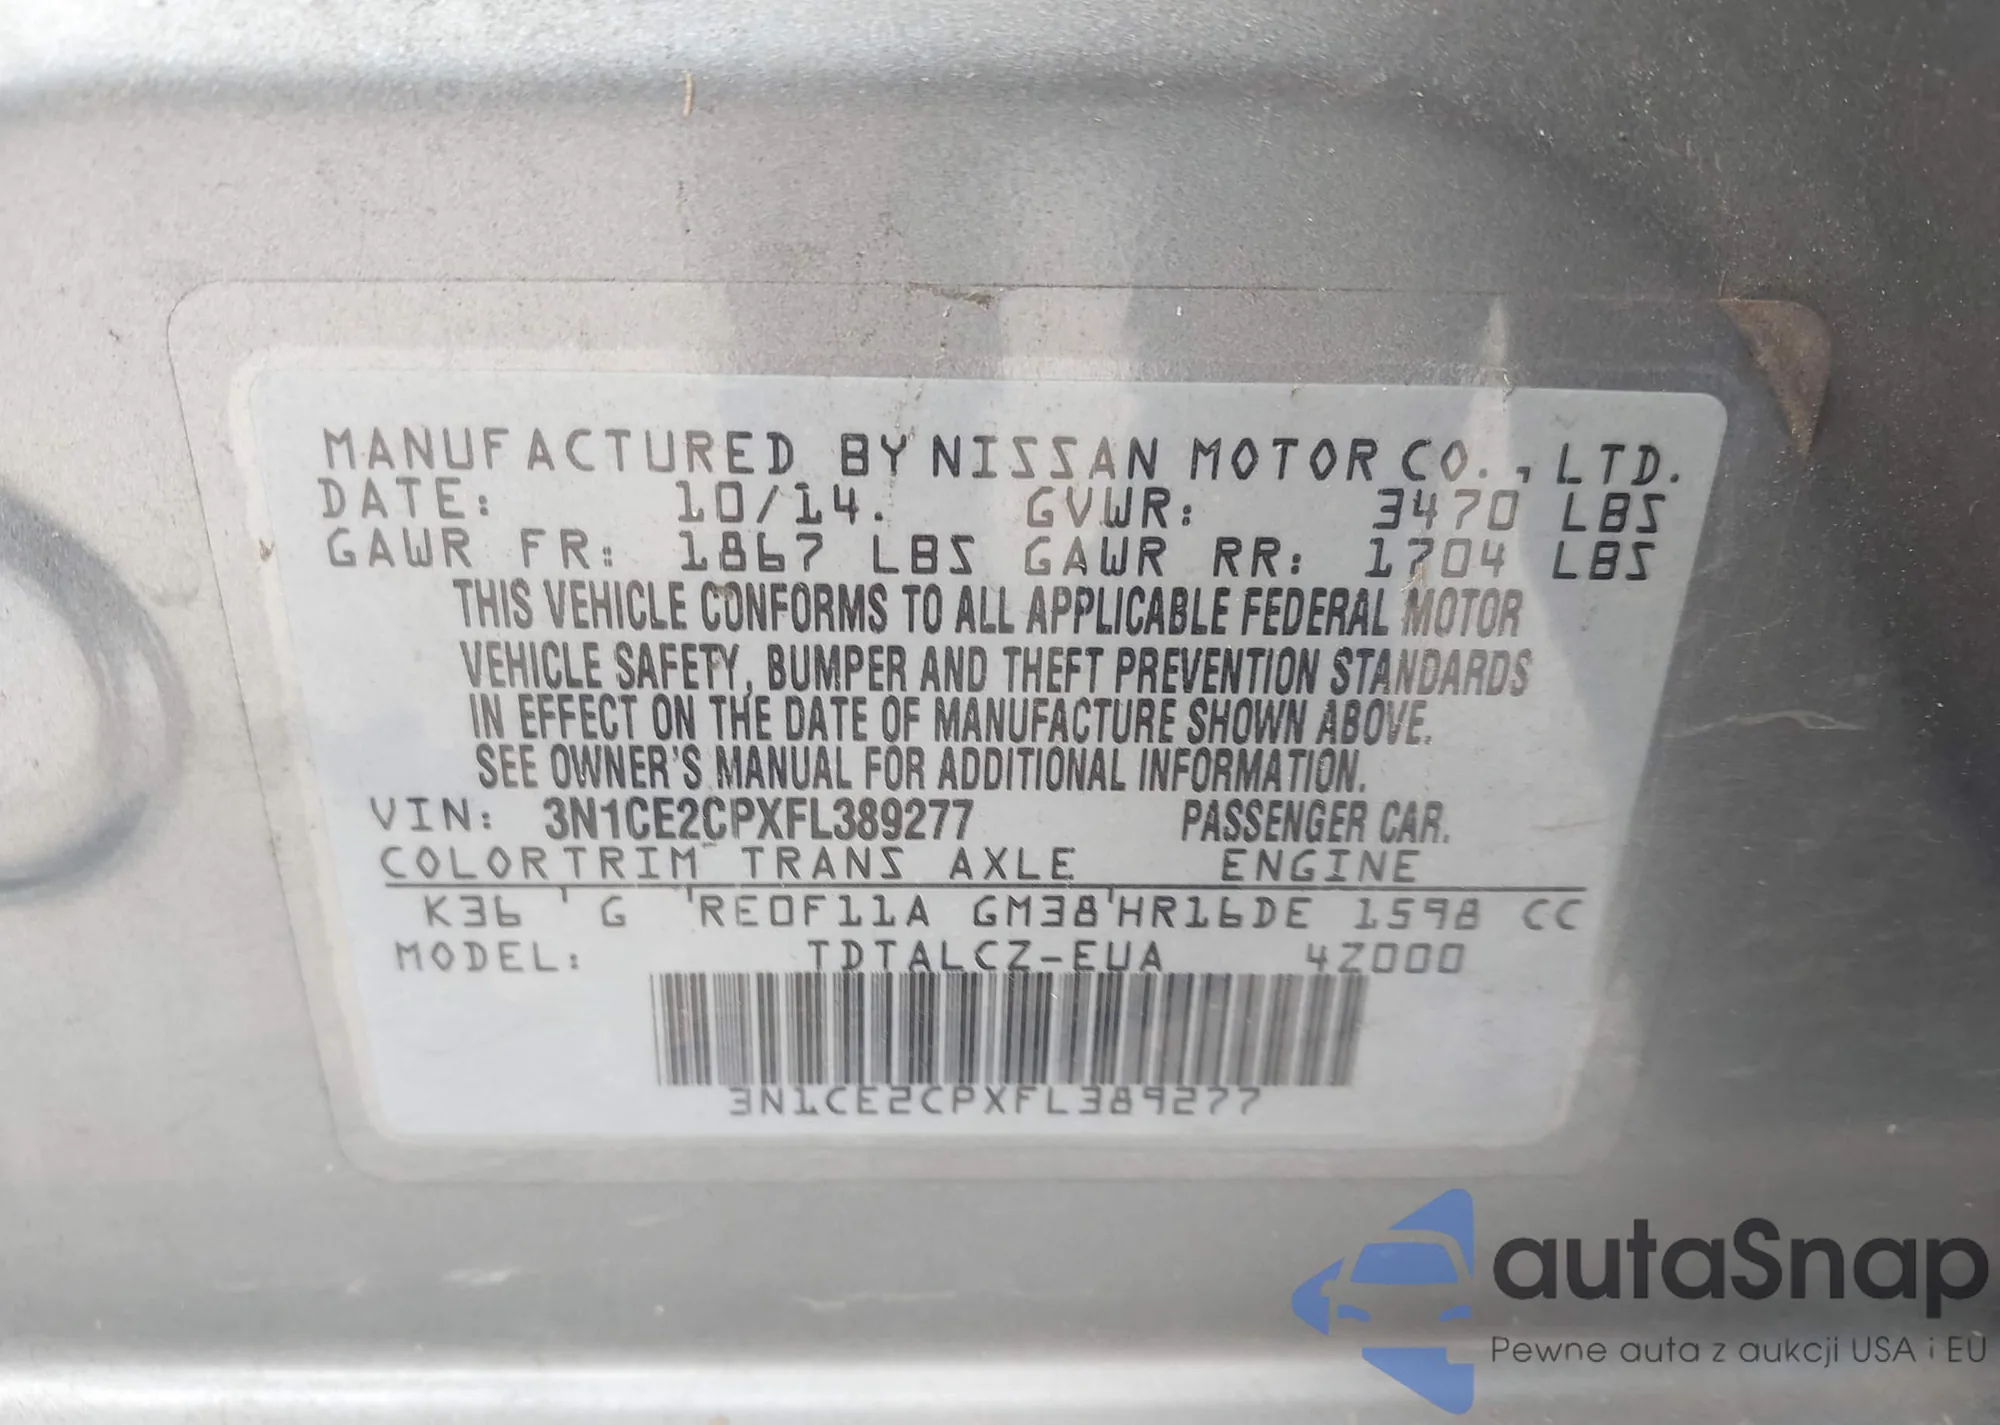 MANUFACTURED BY NISSAN MOTOR CO., LTD.
DATE: 10/14. GVWR: 3470 LBS
GAWR FR: 1867 LBS GAWR RR: 1704 LBS
THIS VEHICLE CONFORMS TO ALL APPLICABLE FEDERAL MOTOR
VEHICLE SAFETY, BUMPER AND THEFT PREVENTION STANDARDS
IN EFFECT ON THE DATE OF MANUFACTURE SHOWN ABOVE.
SEE OWNER'S MANUAL FOR ADDITIONAL INFORMATION.
VIN: 3N1CE2CPXFL389277 PASSENGER CAR.
COLOR TRIM TRANS AXLE ENGINE
K36 G RE0F11A GM38 HR16DE 1598 CC
MODEL: TDTALCZ-EUA 4Z000
3N1CE2CPXFL389277
autaSnap
Pewne auta z aukcji USA i EU